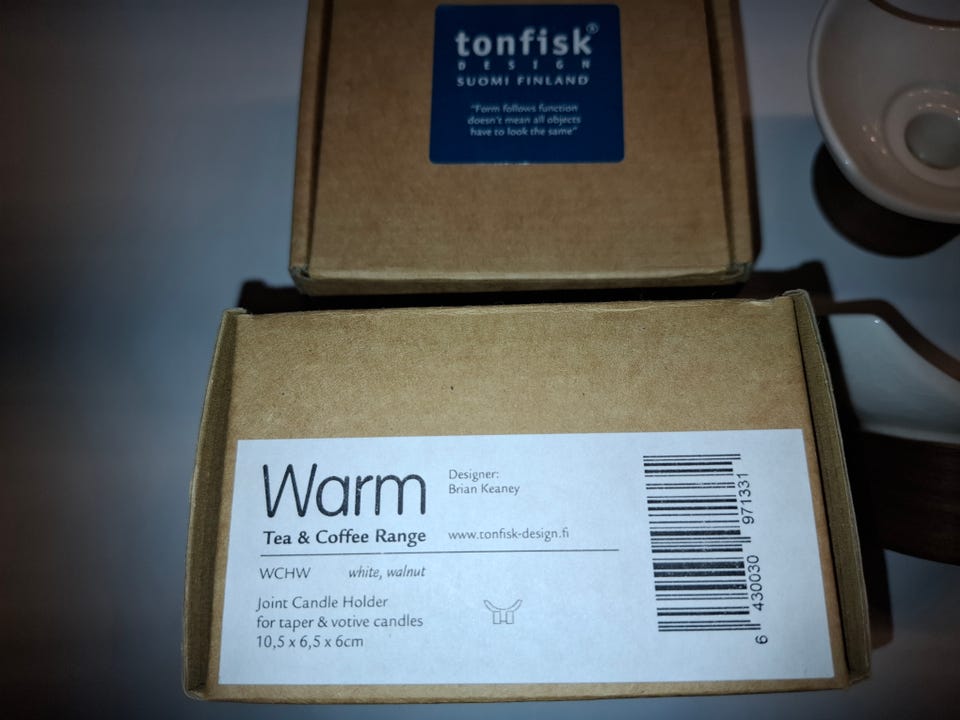 tonfisk®
DESIGN
SUOMI FINLAND
"Form follows function
doesn't mean all objects
have to look the same"
Warm
Designer:
Brian Keaney
Tea & Coffee Range
www.tonfisk-design.fi
WCHW white, walnut
Joint Candle Holder
for taper & votive candles
10,5 x 6,5 x 6cm
6 430030 971331